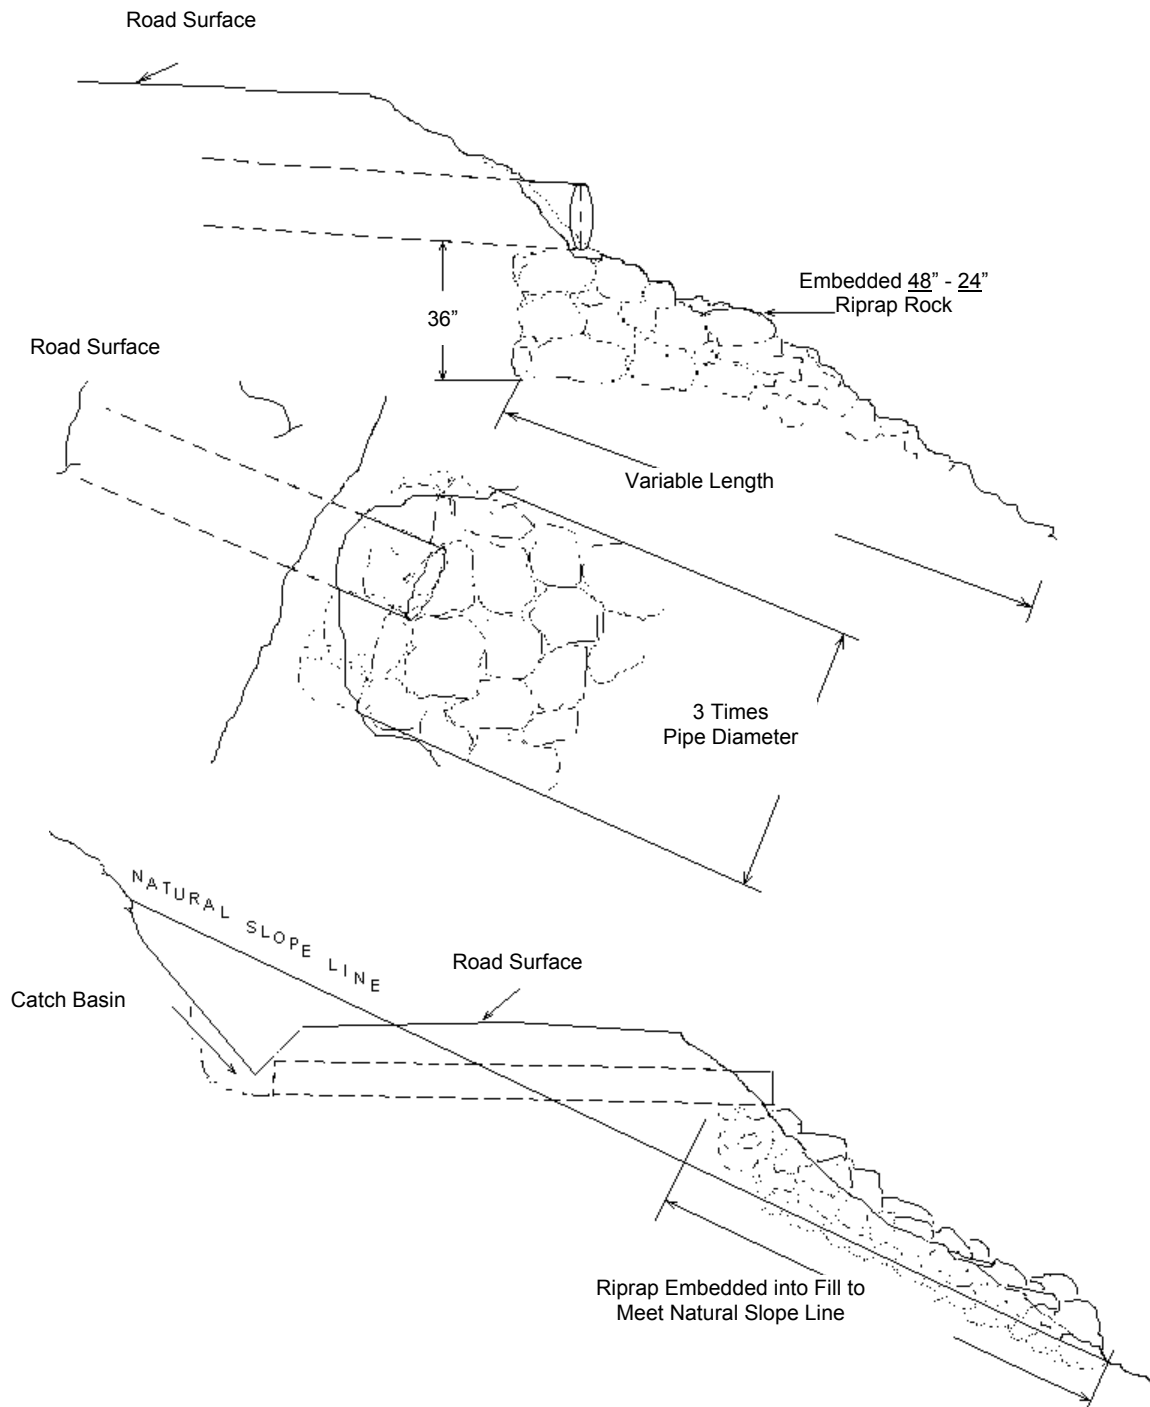 Road Surface
Embedded 48” - 24”
Riprap Rock
36”
Road Surface
Variable Length
3 Times
Pipe Diameter
NATURAL SLOPE LINE
Road Surface
Catch Basin
Riprap Embedded into Fill to
Meet Natural Slope Line